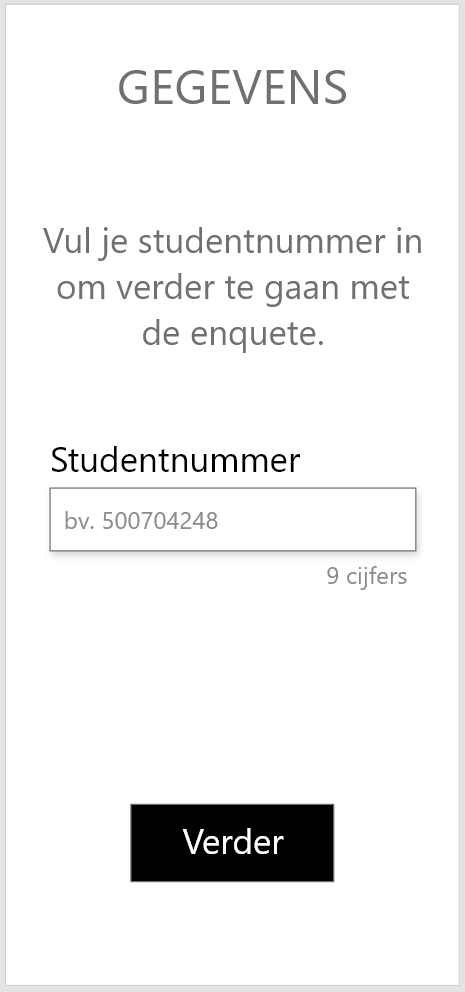 GEGEVENS
Vul je studentnummer in
om verder te gaan met
de enquete.
Studentnummer
bv. 500704248
9 cijfers
Verder